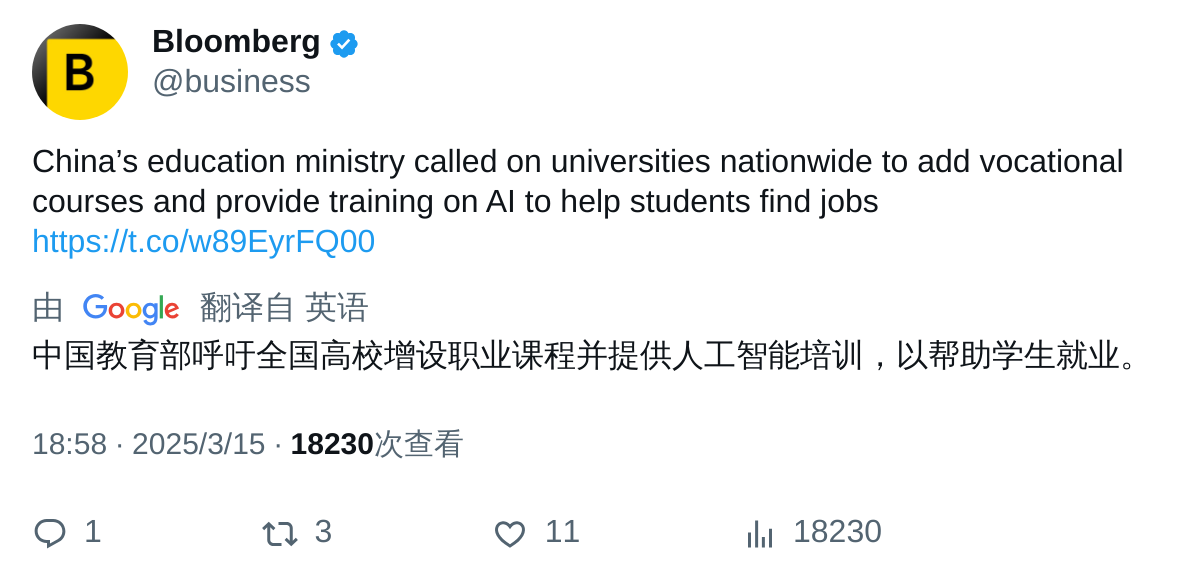 B
Bloomberg
@business
China’s education ministry called on universities nationwide to add vocational
courses and provide training on AI to help students find jobs
https://t.co/w89EyrFQ00
由 Google 翻译自 英语
中国教育部呼吁全国高校增设职业课程并提供人工智能培训，以帮助学生就业。
18:58 · 2025/3/15 · 18230次查看
1 3 11 18230